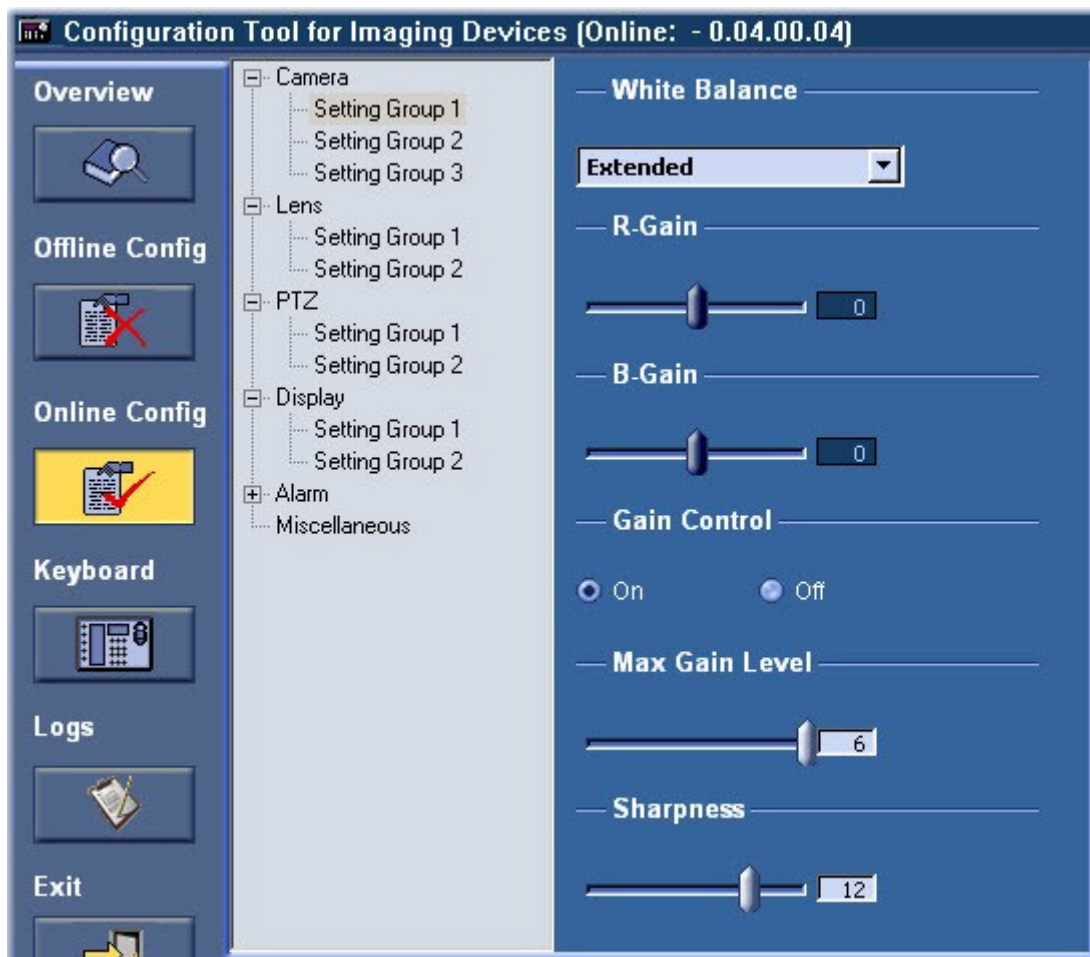 Configuration Tool for Imaging Devices (Online:  - 0.04.00.04)
Overview
Offline Config
Online Config
Keyboard
Logs
Exit
Camera
Setting Group 1
Setting Group 2
Setting Group 3
Lens
Setting Group 1
Setting Group 2
PTZ
Setting Group 1
Setting Group 2
Display
Setting Group 1
Setting Group 2
Alarm
Miscellaneous
White Balance
Extended
R-Gain
0
B-Gain
0
Gain Control
On
Off
Max Gain Level
6
Sharpness
12